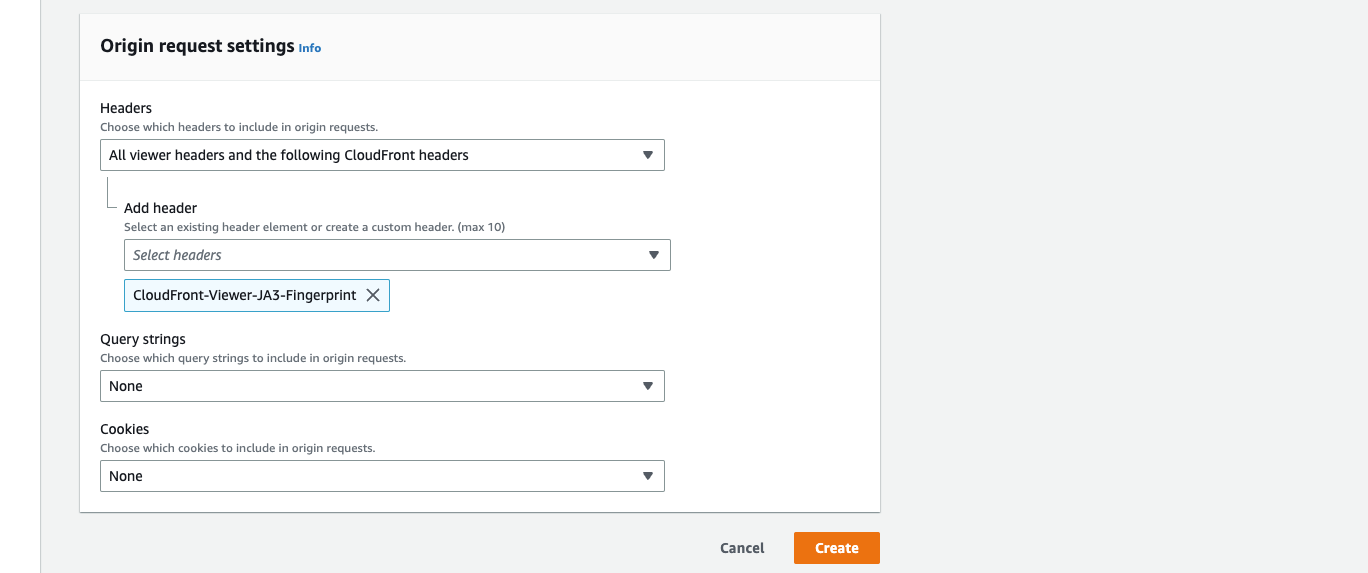 Origin request settings Info
Headers
Choose which headers to include in origin requests.
All viewer headers and the following CloudFront headers
Add header
Select an existing header element or create a custom header. (max 10)
Select headers
CloudFront-Viewer-JA3-Fingerprint
Query strings
Choose which query strings to include in origin requests.
None
Cookies
Choose which cookies to include in origin requests.
None
Cancel Create